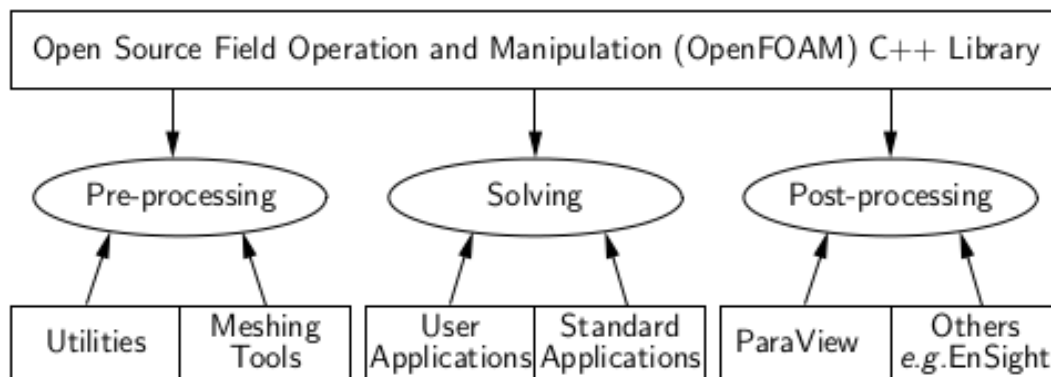 Open Source Field Operation and Manipulation (OpenFOAM) C++ Library
Pre-processing
Solving
Post-processing
Utilities
Meshing
Tools
User
Applications
Standard
Applications
ParaView
Others
e.g.EnSight